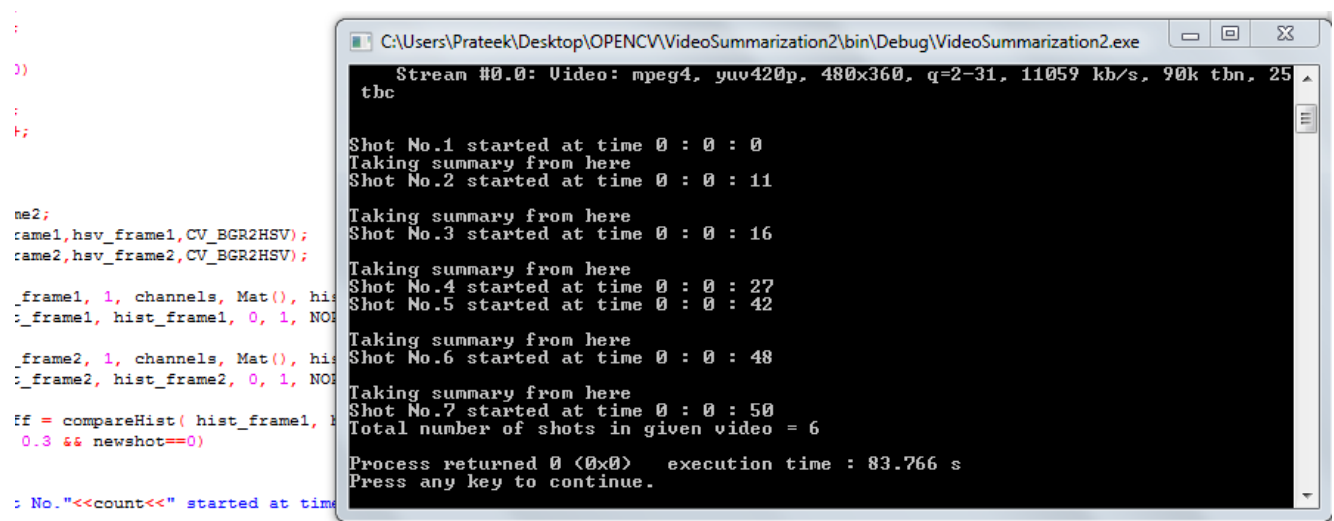 ;
0)
;
};
me2;
rame1,hsv_frame1,CV_BGR2HSV);
rame2,hsv_frame2,CV_BGR2HSV);
_frame1, 1, channels, Mat(), his
t_frame1, hist_frame1, 0, 1, NO
_frame2, 1, channels, Mat(), his
t_frame2, hist_frame2, 0, 1, NO
ff = compareHist( hist_frame1, h
0.3 && newshot==0)
t No."<<count<<" started at time
C:\Users\Prateek\Desktop\OPENCV\VideoSummarization2\bin\Debug\VideoSummarization2.exe
Stream #0.0: Video: mpeg4, yuv420p, 480x360, q=2-31, 11059 kb/s, 90k tbn, 25
tbc
Shot No.1 started at time 0 : 0 : 0
Taking summary from here
Shot No.2 started at time 0 : 0 : 11
Taking summary from here
Shot No.3 started at time 0 : 0 : 16
Taking summary from here
Shot No.4 started at time 0 : 0 : 27
Shot No.5 started at time 0 : 0 : 42
Taking summary from here
Shot No.6 started at time 0 : 0 : 48
Taking summary from here
Shot No.7 started at time 0 : 0 : 50
Total number of shots in given video = 6
Process returned 0 (0x0)   execution time : 83.766 s
Press any key to continue.